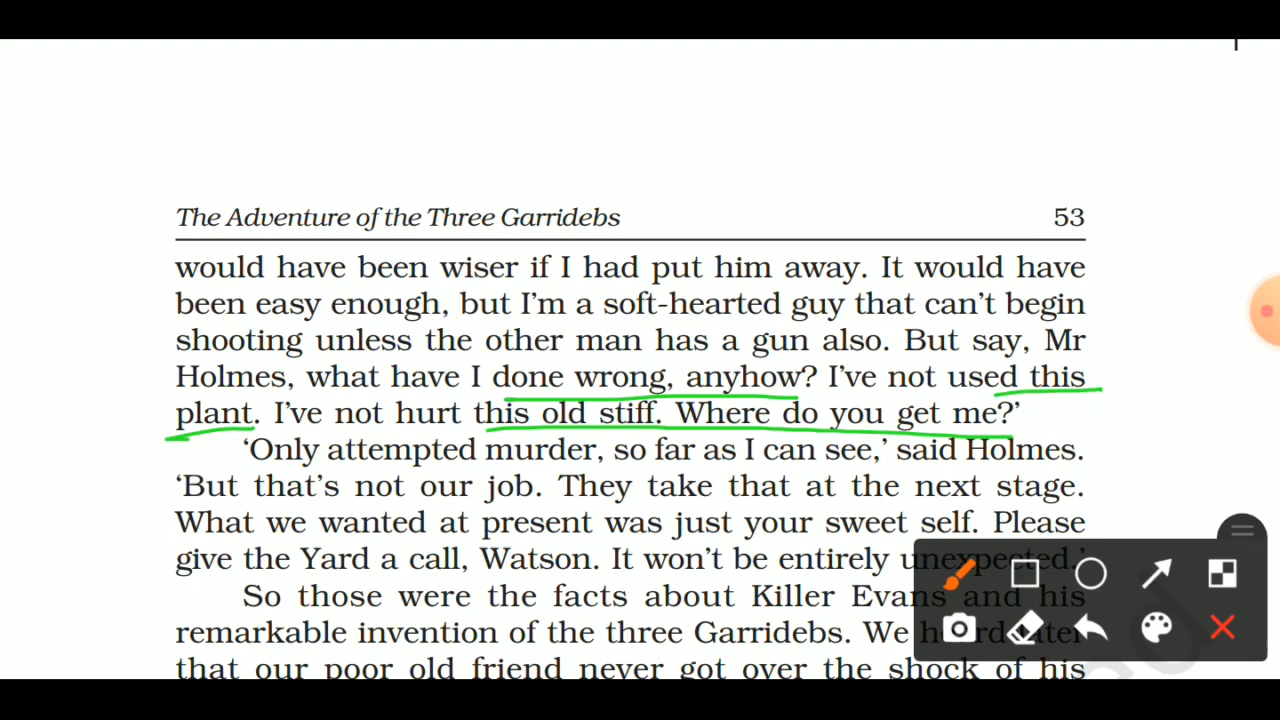 The Adventure of the Three Garridebs 53
would have been wiser if I had put him away. It would have
been easy enough, but I'm a soft-hearted guy that can't begin
shooting unless the other man has a gun also. But say, Mr
Holmes, what have I done wrong, anyhow? I've not used this
plant. I've not hurt this old stiff. Where do you get me?'
'Only attempted murder, so far as I can see,' said Holmes.
'But that's not our job. They take that at the next stage.
What we wanted at present was just your sweet self. Please
give the Yard a call, Watson. It won't be entirely unexpected.'
So those were the facts about Killer Evans and his
remarkable invention of the three Garridebs. We heard later
that our poor old friend never got over the shock of his